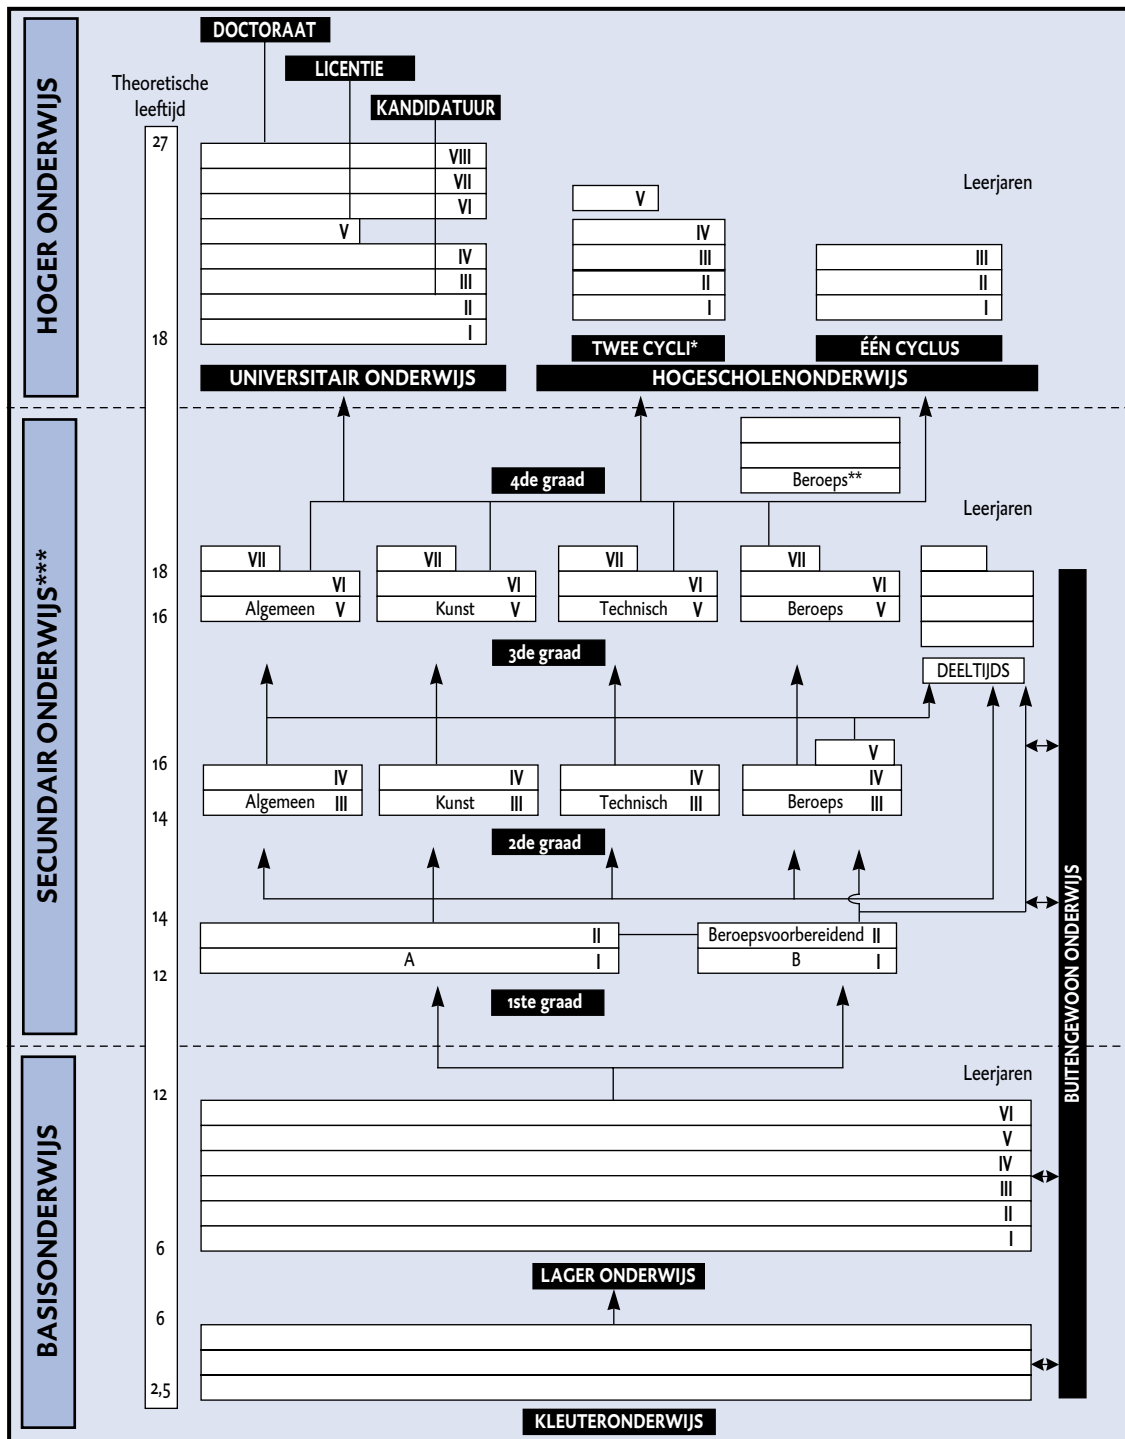 HOGER ONDERWIJS
DOCTORAAT
LICENTIE
KANDIDATUUR
Theoretische
leeftijd
27
VIII
VII
VI
V
IV
III
II
I
18
UNIVERSITAIR ONDERWIJS
Leerjaren
V
IV
III
II
I
TWEE CYCLI*
III
II
I
ÉÉN CYCLUS
HOGESCHOLENONDERWIJS
SECUNDAIR ONDERWIJS***
Beroeps**
4de graad
Leerjaren
18
16
VII
VI
Algemeen V
VII
VI
Kunst V
VII
VI
Technisch V
VII
VI
Beroeps V
3de graad
DEELTIJDS
16
14
IV
Algemeen III
IV
Kunst III
IV
Technisch III
V
IV
Beroeps III
2de graad
14
12
II
A I
Beroepsvoorbereidend II
B I
1ste graad
BUITENGEWOON ONDERWIJS
BASISONDERWIJS
Leerjaren
12
VI
V
IV
III
II
I
6
LAGER ONDERWIJS
6
2,5
KLEUTERONDERWIJS